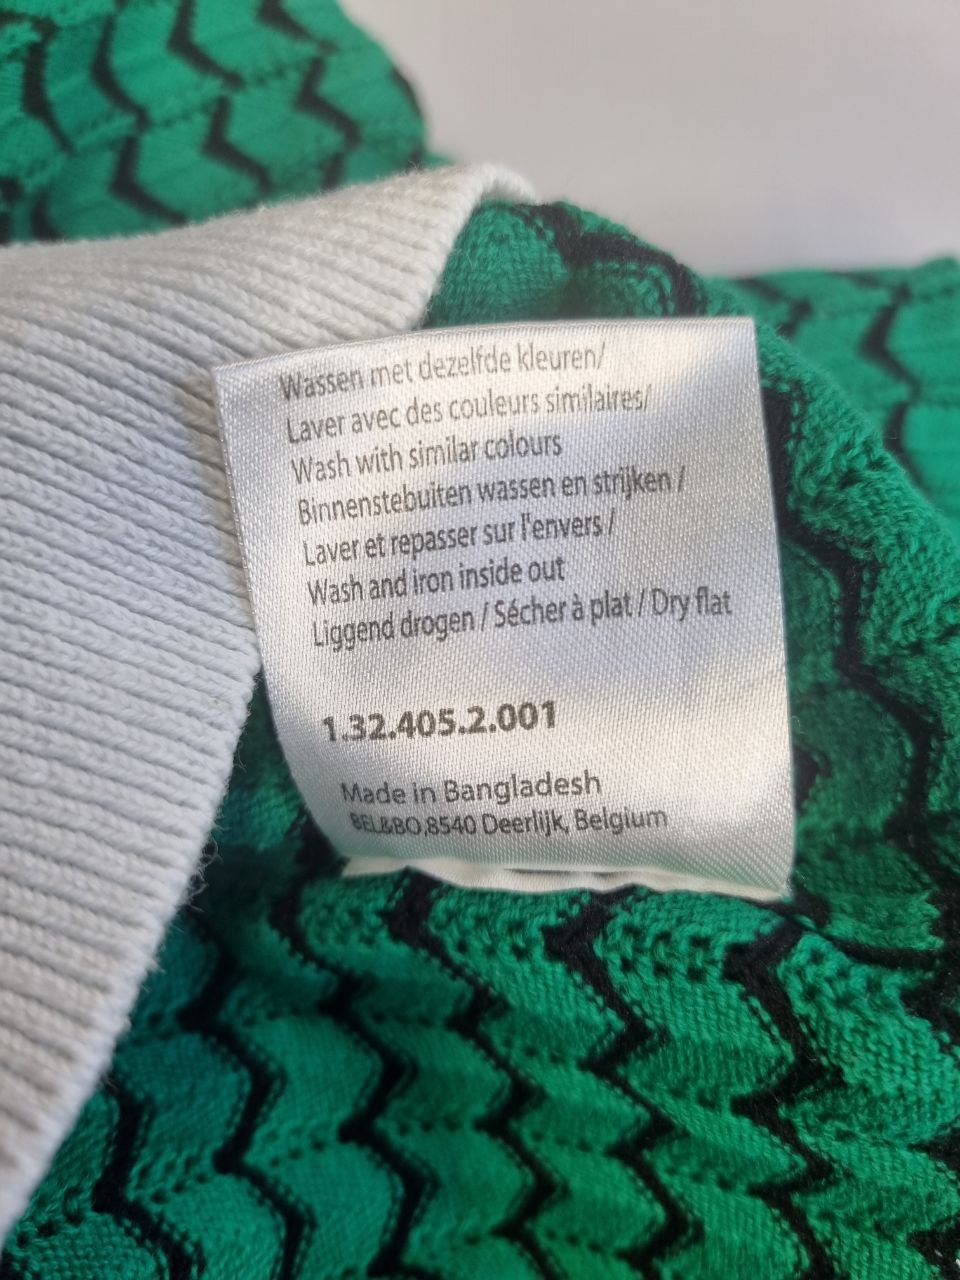 Wassen met dezelfde kleuren/
Laver avec des couleurs similaires/
Wash with similar colours
Binnenstebuiten wassen en strijken /
Laver et repasser sur l'envers /
Wash and iron inside out
Liggend drogen / Sécher à plat / Dry flat
1.32.405.2.001
Made in Bangladesh
BEL&BO,8540 Deerlijk, Belgium